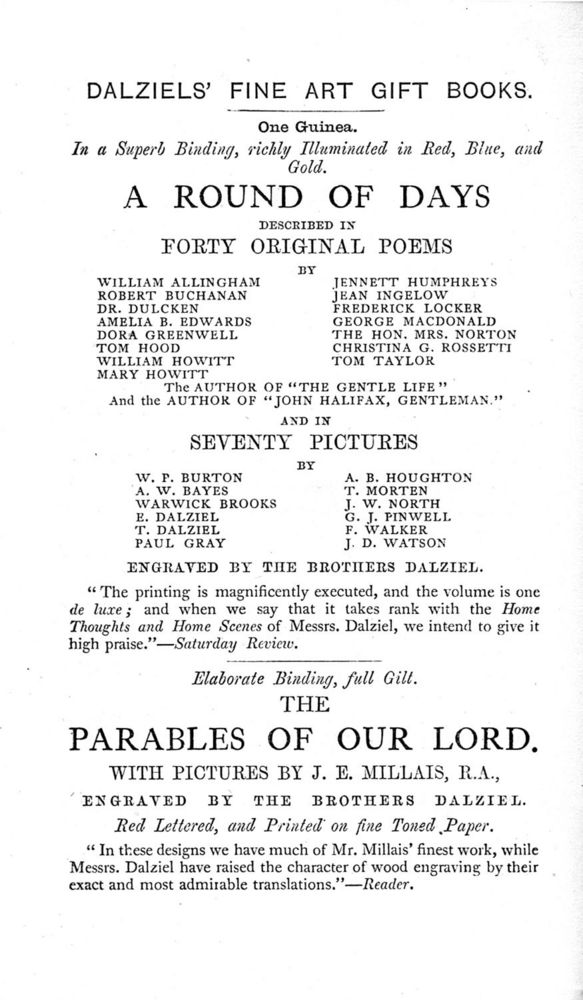 DALZIELS' FINE ART GIFT BOOKS.
One Guinea.
In a Superb Binding, richly Illuminated in Red, Blue, and
Gold.
A ROUND OF DAYS
DESCRIBED IN
FORTY ORIGINAL POEMS
BY
WILLIAM ALLINGHAM
ROBERT BUCHANAN
DR. DULCKEN
AMELIA B. EDWARDS
DORA GREENWELL
TOM HOOD
WILLIAM HOWITT
MARY HOWITT
JENNETT HUMPHREYS
JEAN INGELOW
FREDERICK LOCKER
GEORGE MACDONALD
THE HON. MRS. NORTON
CHRISTINA G. ROSSETTI
TOM TAYLOR
The AUTHOR OF "THE GENTLE LIFE"
And the AUTHOR OF "JOHN HALIFAX, GENTLEMAN."
AND IN
SEVENTY PICTURES
BY
W. P. BURTON
A. W. BAYES
WARWICK BROOKS
E. DALZIEL
T. DALZIEL
PAUL GRAY
A. B. HOUGHTON
T. MORTEN
J. W. NORTH
G. J. PINWELL
F. WALKER
J. D. WATSON
ENGRAVED BY THE BROTHERS DALZIEL.
"The printing is magnificently executed, and the volume is one
de luxe; and when we say that it takes rank with the Home
Thoughts and Home Scenes of Messrs. Dalziel, we intend to give it
high praise."—Saturday Review.
Elaborate Binding, full Gilt.
THE
PARABLES OF OUR LORD.
WITH PICTURES BY J. E. MILLAIS, R.A.,
ENGRAVED BY THE BROTHERS DALZIEL.
Red Lettered, and Printed on fine Toned Paper.
"In these designs we have much of Mr. Millais' finest work, while
Messrs. Dalziel have raised the character of wood engraving by their
exact and most admirable translations."—Reader.